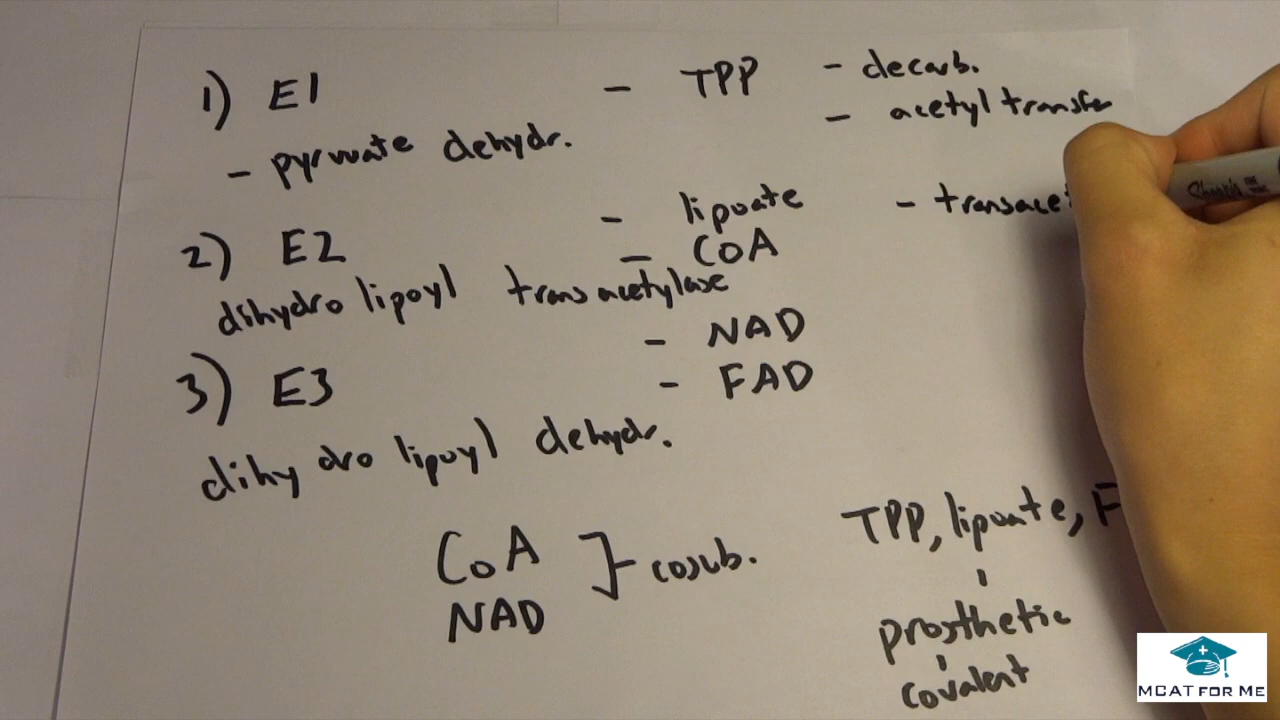 1) E1 - TPP - decarb.
- acetyl transfer
- pyruvate dehydr.
2) E2 - lipoate - transacet
- CoA
dihydro lipoyl transacetylase
- NAD
3) E3 - FAD
dihydro lipoyl dehydr.
CoA } cosub.
NAD
TPP, lipoate, F
prosthetic
covalent
Sharpie
MCAT FOR ME